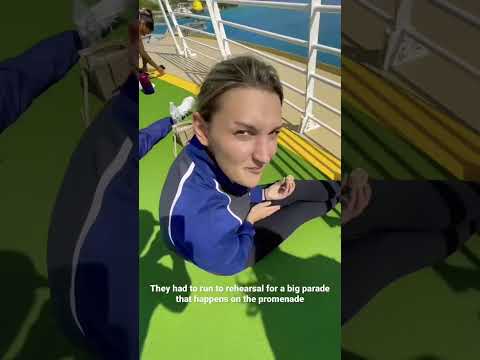 They had to run to rehearsal for a big parade
that happens on the promenade